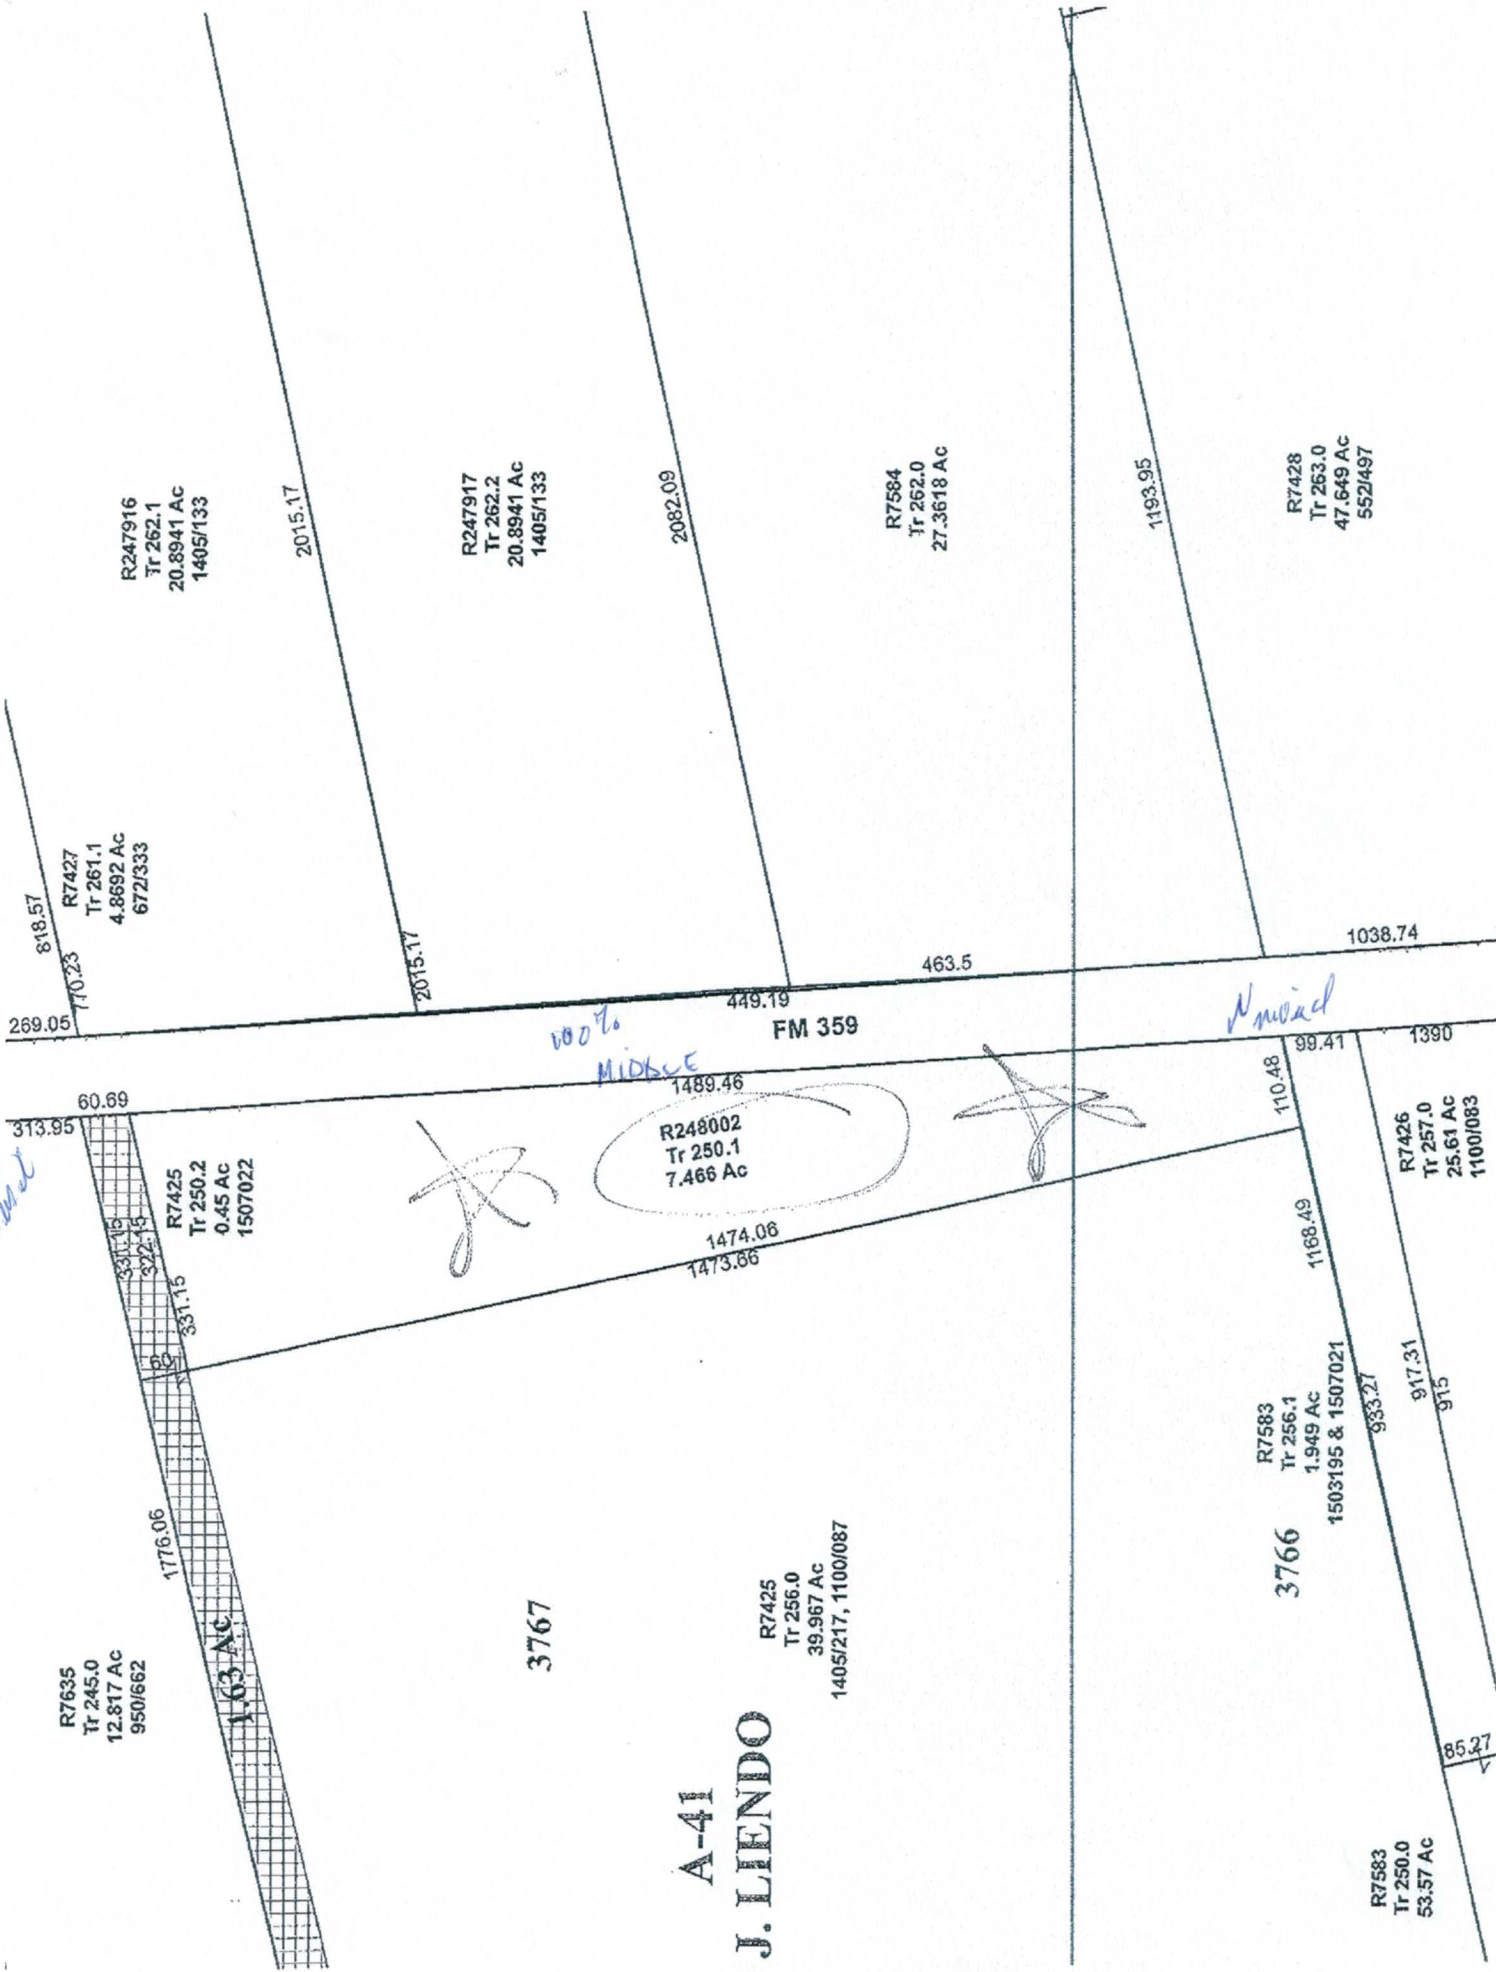 818.57
269.05
770.23
R7427
Tr 261.1
4.8692 Ac
672/333
R247916
Tr 262.1
20.8941 Ac
1405/133
2015.17
2015.17
R247917
Tr 262.2
20.8941 Ac
1405/133
2082.09
449.19
463.5
R7584
Tr 262.0
27.3618 Ac
1193.95
R7428
Tr 263.0
47.649 Ac
552/497
1038.74
FM 359
100%
MIDDLE
1489.46
99.41
1390
60.69
313.95
R7425
Tr 250.2
0.45 Ac
1507022
331.15
322.15
331.15
60
R248002
Tr 250.1
7.466 Ac
1474.06
1473.66
110.48
1168.49
R7426
Tr 257.0
25.61 Ac
1100/083
917.31
915
933.27
R7583
Tr 256.1
1.949 Ac
1503195 & 1507021
3766
R7635
Tr 245.0
12.817 Ac
950/662
1776.06
1.63 Ac
3767
R7425
Tr 256.0
39.967 Ac
1405/217, 1100/087
A-41
J. LIENDO
85.27
R7583
Tr 250.0
53.57 Ac